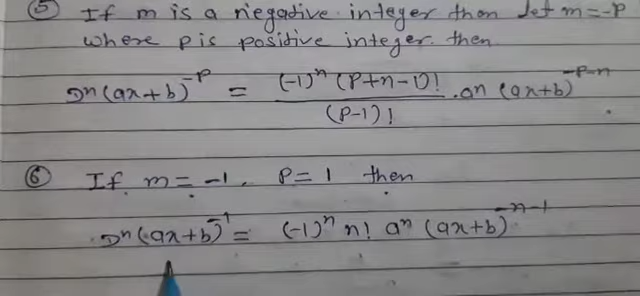 ⑤ If m is a negative integer then let m=-p
where p is positive integer. then
Dⁿ(ax+b)⁻ᵖ = (-1)ⁿ (p+n-1)! / (p-1)! . aⁿ (ax+b)⁻ᵖ⁻ⁿ
⑥ If m = -1, p=1 then
Dⁿ(ax+b)⁻¹ = (-1)ⁿ n! aⁿ (ax+b)⁻ⁿ⁻¹